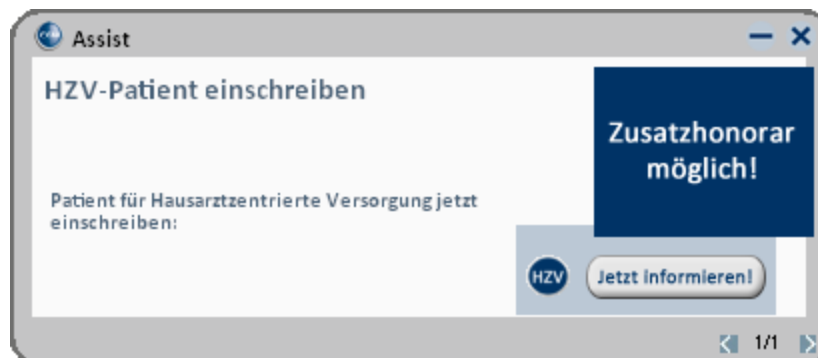 Assist
HZV-Patient einschreiben
Zusatzhonorar
möglich!
Patient für Hausarztzentrierte Versorgung jetzt
einschreiben:
HZV
Jetzt informieren!
1/1